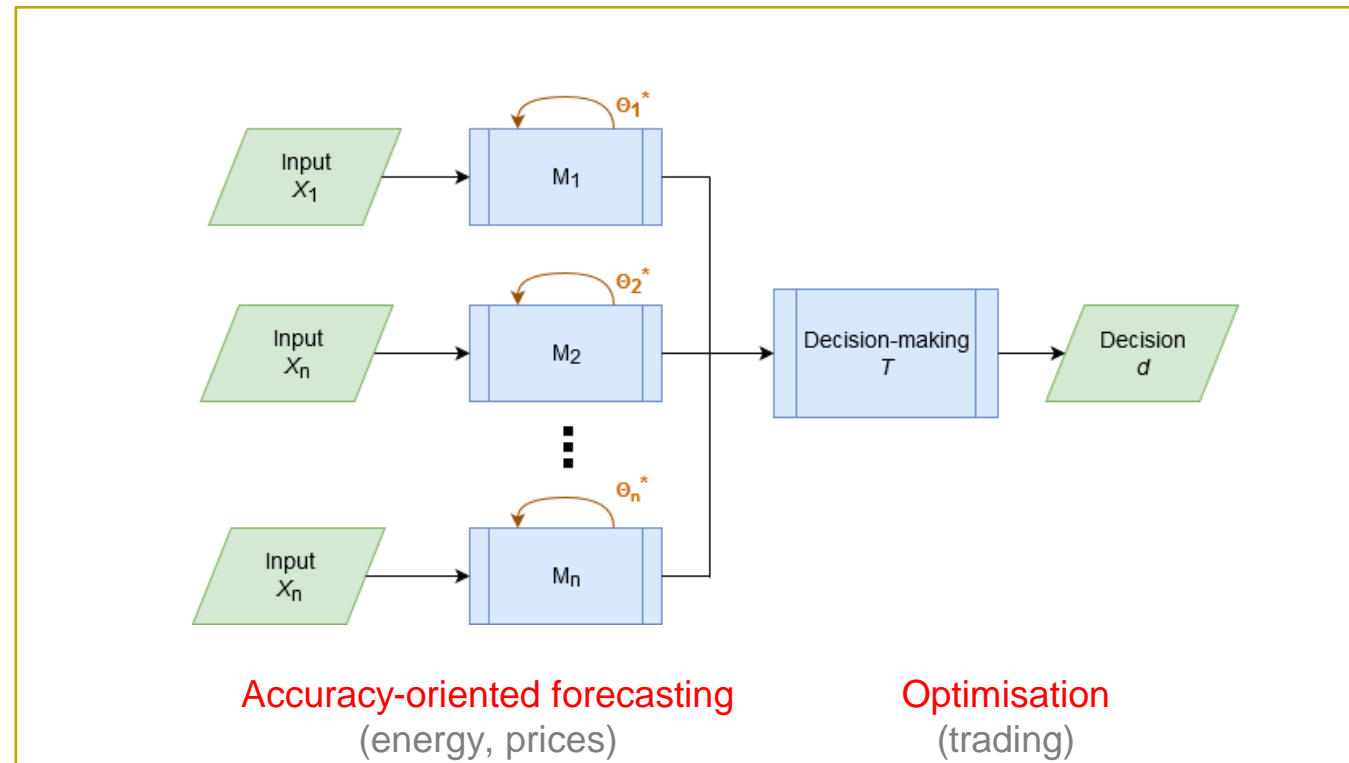 Θ1*
Input
X1
M1
Θ2*
Input
Xn
M2
Decision-making
T
Decision
d
Θn*
Input
Xn
Mn
Accuracy-oriented forecasting
(energy, prices)
Optimisation
(trading)